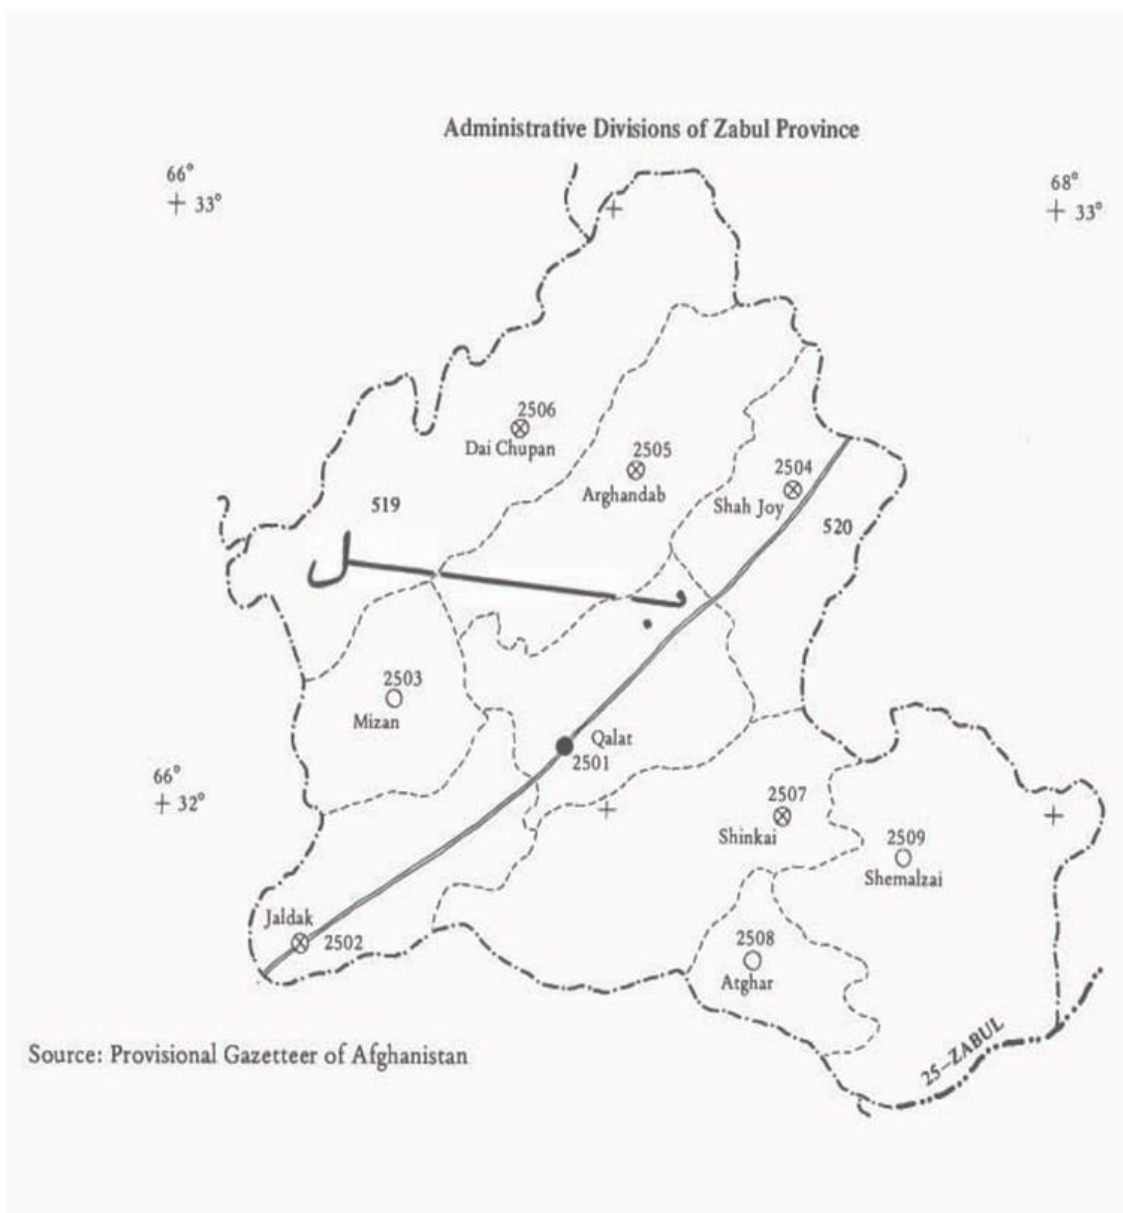 Administrative Divisions of Zabul Province
66°
+ 33°
68°
+ 33°
+
2506
Dai Chupan
2505
Arghandab
2504
Shah Joy
519
520
2503
Mizan
Qalat
2501
66°
+ 32°
+
+
2507
Shinkai
2509
Shemalzai
Jaldak
2502
2508
Atghar
25–ZABUL
Source: Provisional Gazetteer of Afghanistan